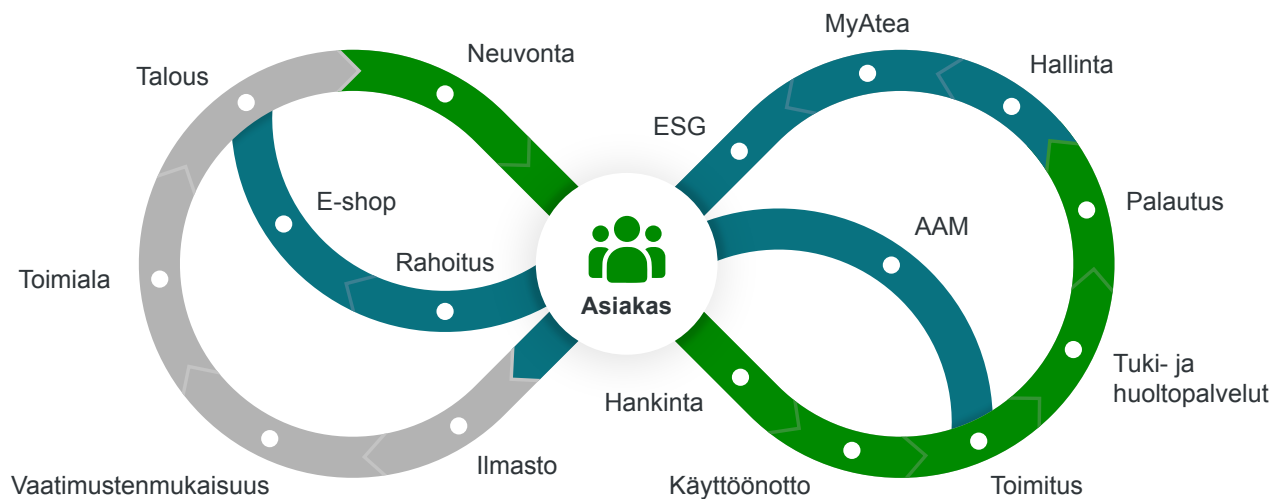 MyAtea
Neuvonta
Hallinta
Talous
ESG
E-shop
Palautus
AAM
Rahoitus
Toimiala
Asiakas
Tuki- ja
huoltopalvelut
Hankinta
Ilmasto
Vaatimustenmukaisuus
Käyttöönotto
Toimitus